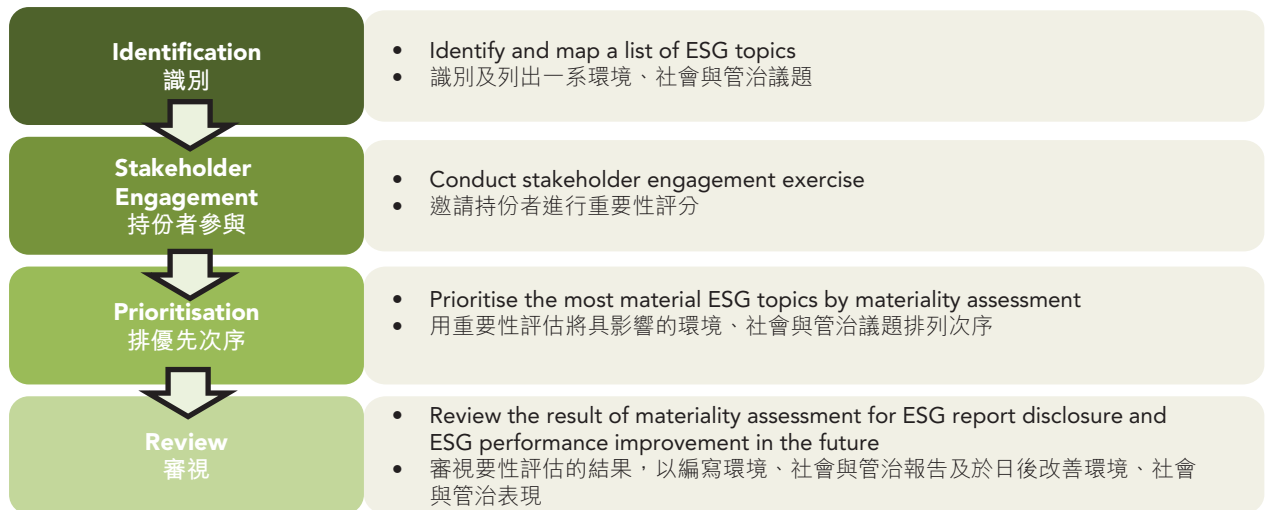 Identification
識別
• Identify and map a list of ESG topics
• 識別及列出一系環境、社會與管治議題
Stakeholder
Engagement
持份者參與
• Conduct stakeholder engagement exercise
• 邀請持份者進行重要性評分
Prioritisation
排優先次序
• Prioritise the most material ESG topics by materiality assessment
• 用重要性評估將具影響的環境、社會與管治議題排列次序
Review
審視
• Review the result of materiality assessment for ESG report disclosure and
ESG performance improvement in the future
• 審視要性評估的結果，以編寫環境、社會與管治報告及於日後改善環境、社會
與管治表現